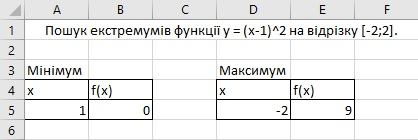 A B C D E F
1 Пошук екстремумів функції y = (x-1)^2 на відрізку [-2;2].
2
3 Мінімум Максимум
4 x f(x) x f(x)
5 1 0 -2 9
6